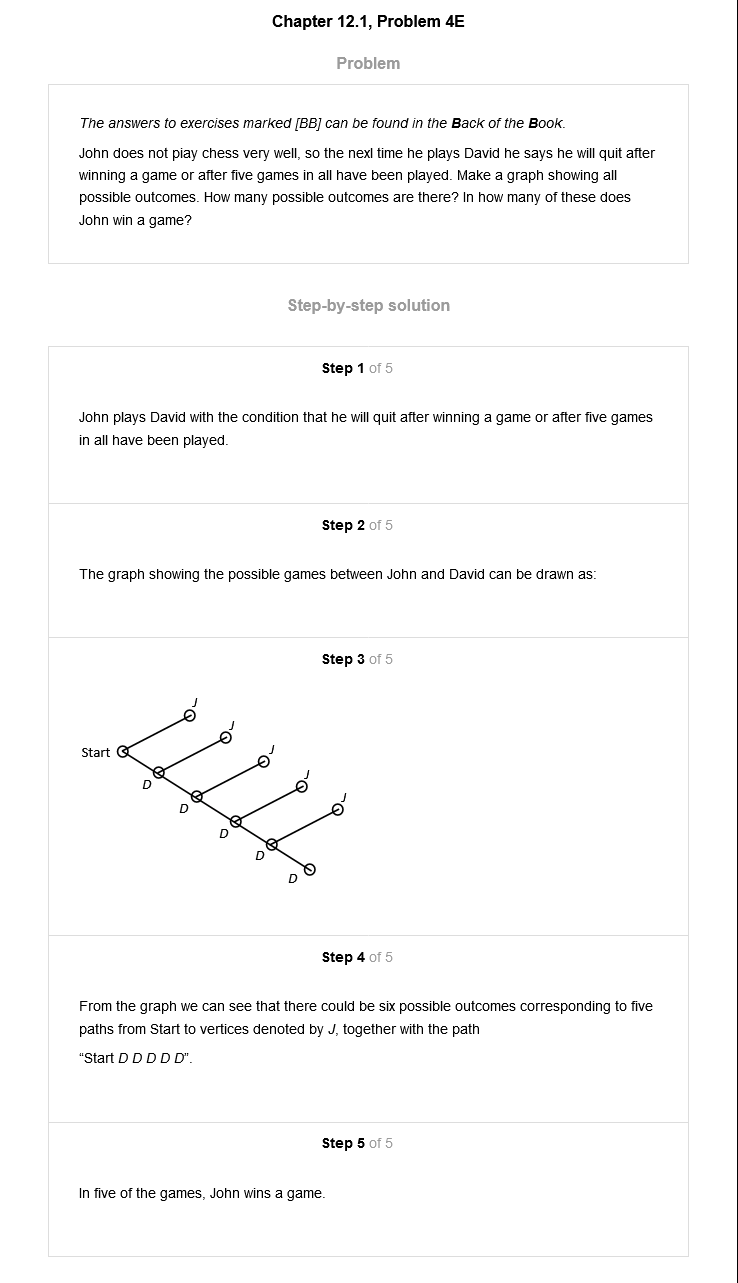 Chapter 12.1, Problem 4E
Problem
The answers to exercises marked [BB] can be found in the Back of the Book.
John does not piay chess very well, so the nexl time he plays David he says he will quit after
winning a game or after five games in all have been played. Make a graph showing all
possible outcomes. How many possible outcomes are there? In how many of these does
John win a game?
Step-by-step solution
Step 1 of 5
John plays David with the condition that he will quit after winning a game or after five games
in all have been played.
Step 2 of 5
The graph showing the possible games between John and David can be drawn as:
Step 3 of 5
J
J
J
Start
J
D
J
D
D
D
D
Step 4 of 5
From the graph we can see that there could be six possible outcomes corresponding to five
paths from Start to vertices denoted by J, together with the path
“Start D D D D D”.
Step 5 of 5
In five of the games, John wins a game.